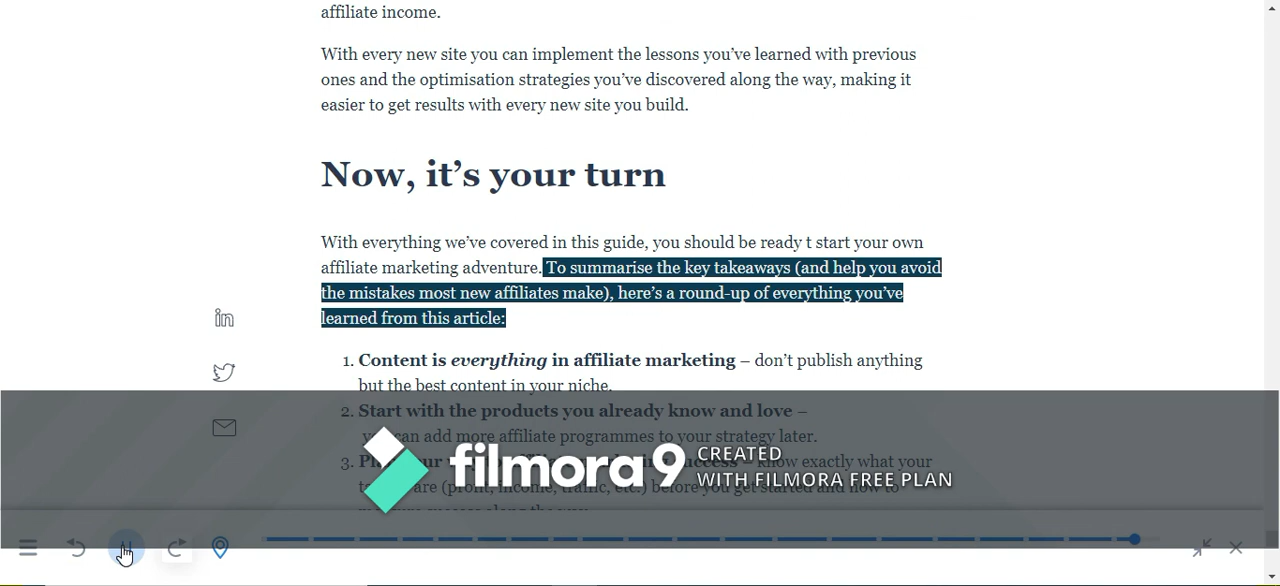 affiliate income.
With every new site you can implement the lessons you've learned with previous
ones and the optimisation strategies you've discovered along the way, making it
easier to get results with every new site you build.
Now, it's your turn
With everything we've covered in this guide, you should be ready t start your own
affiliate marketing adventure. To summarise the key takeaways (and help you avoid
the mistakes most new affiliates make), here's a round-up of everything you've
learned from this article:
1. Content is everything in affiliate marketing – don't publish anything
but the best content in your niche.
2. Start with the products you already know and love –
can add more affiliate programmes to your strategy later.
3. know exactly what your
are (profit, income, traffic, etc.) before you get started and how to
filmora9 CREATED
WITH FILMORA FREE PLAN
in